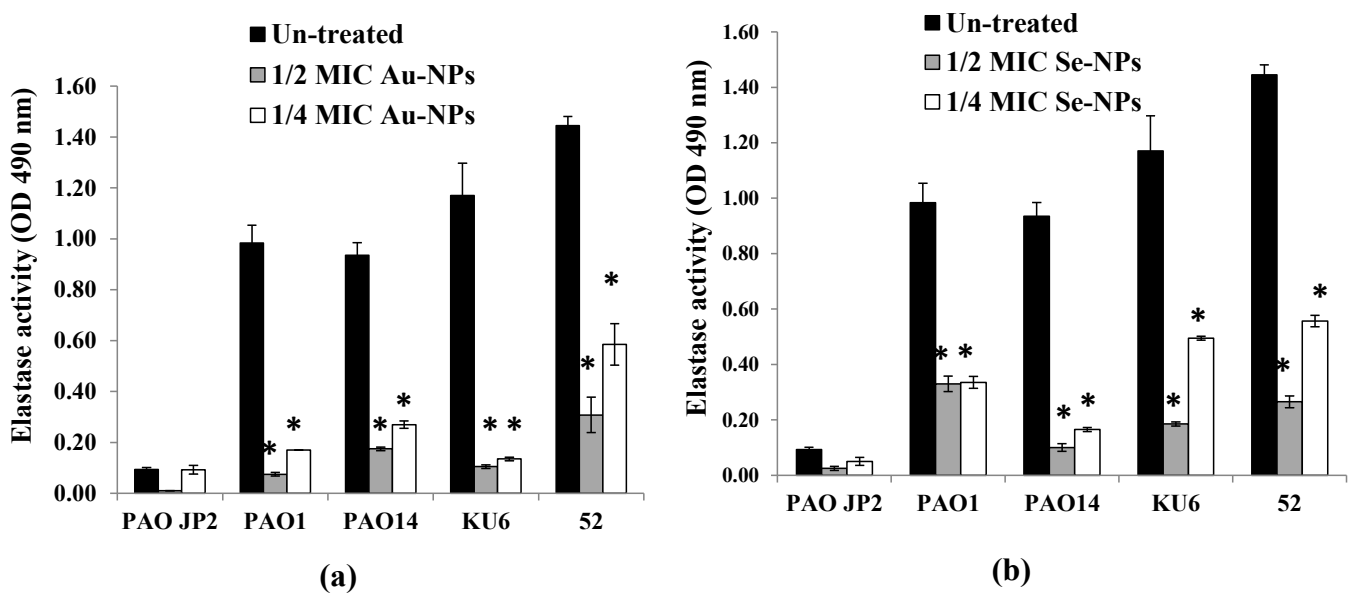 Un-treated
1/2 MIC Au-NPs
1/4 MIC Au-NPs
Elastase activity (OD 490 nm)
1.60
1.40
1.20
1.00
0.80
0.60
0.40
0.20
0.00
* * * * * * * *
PAO JP2 PAO1 PAO14 KU6 52
(a)
Un-treated
1/2 MIC Se-NPs
1/4 MIC Se-NPs
Elastase activity (OD 490 nm)
1.60
1.40
1.20
1.00
0.80
0.60
0.40
0.20
0.00
* * * * * * * *
PAO JP2 PAO1 PAO14 KU6 52
(b)